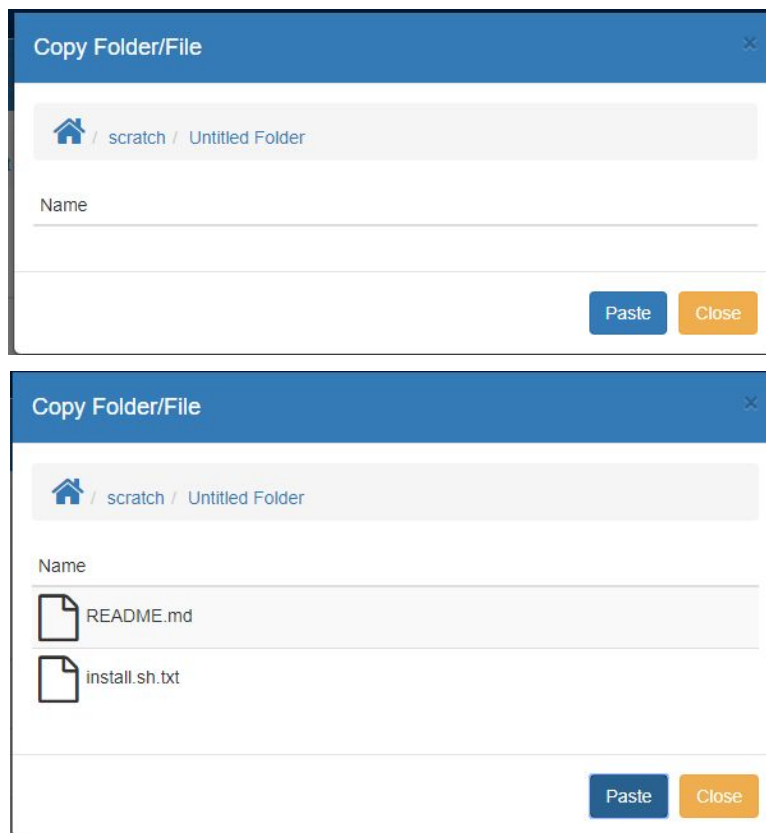 Copy Folder/File ×
/ scratch / Untitled Folder
Name
Paste Close
Copy Folder/File ×
/ scratch / Untitled Folder
Name
README.md
install.sh.txt
Paste Close